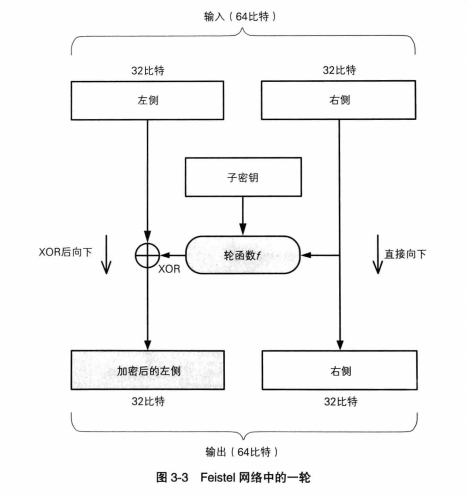 输入（64比特）
32比特 32比特
左侧 右侧
子密钥
XOR后向下 轮函数f 直接向下
XOR
加密后的左侧 右侧
32比特 32比特
输出（64比特）
图 3-3 Feistel 网络中的一轮